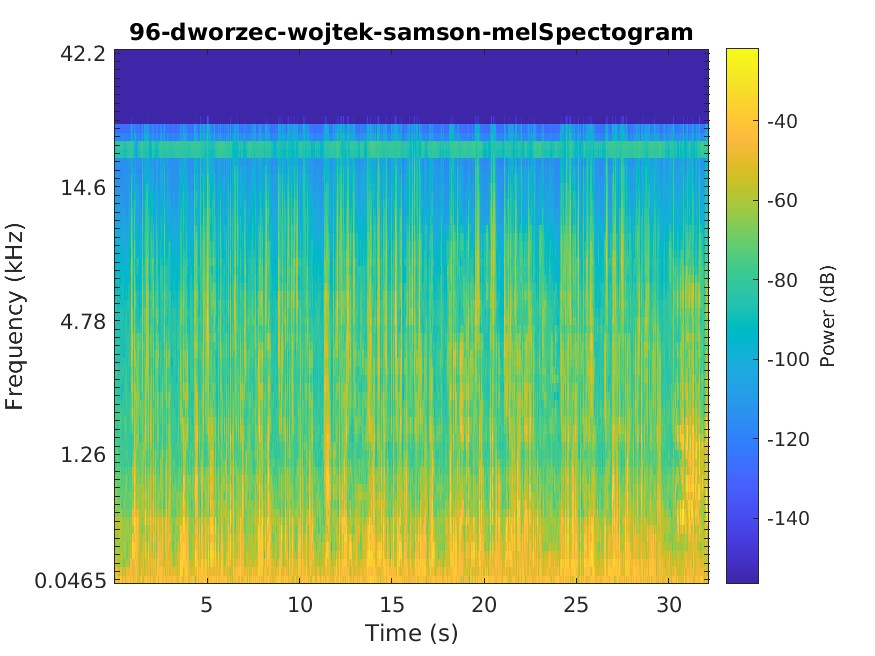 96-dworzec-wojtek-samson-melSpectogram
42.2
14.6
4.78
1.26
0.0465
Frequency (kHz)
5 10 15 20 25 30
Time (s)
-40
-60
-80
-100
-120
-140
Power (dB)